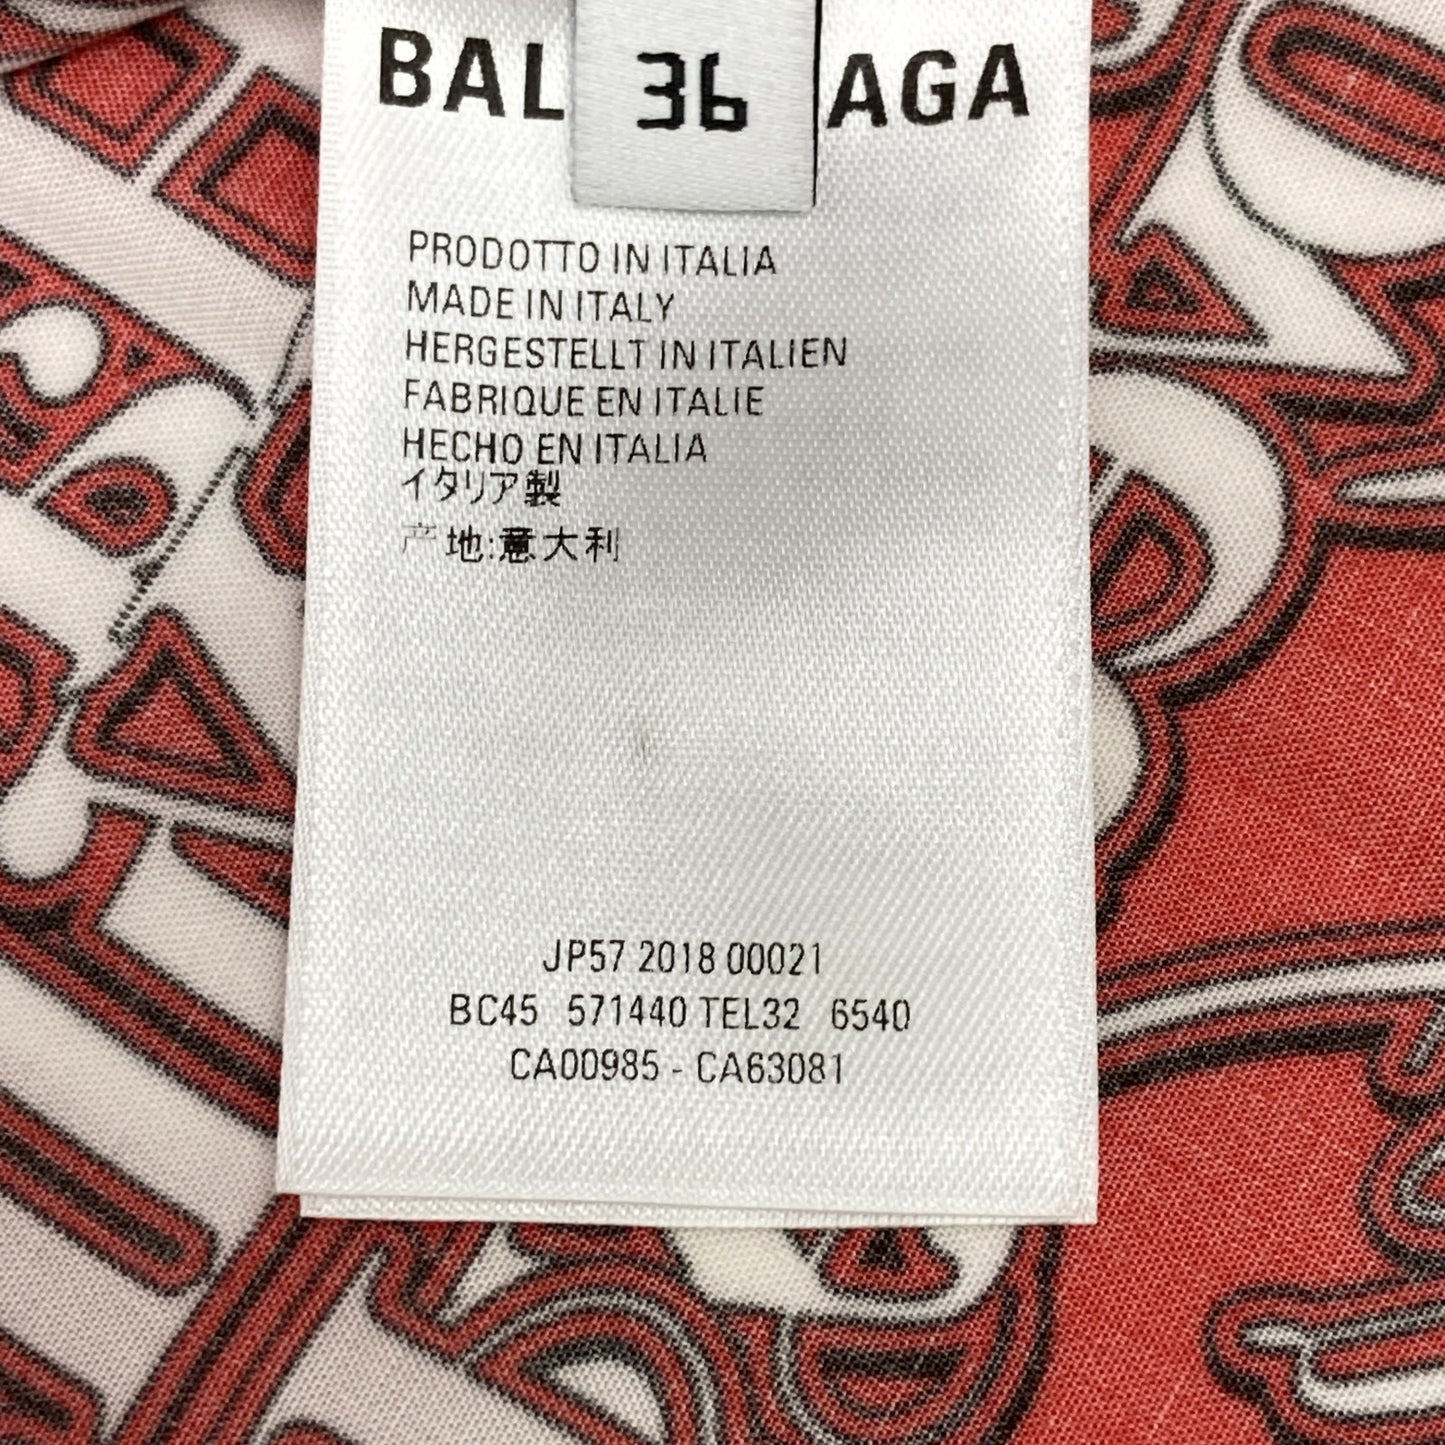 BAL 36 AGA
PRODOTTO IN ITALIA
MADE IN ITALY
HERGESTELLT IN ITALIEN
FABRIQUE EN ITALIE
HECHO EN ITALIA
イタリア製
产地:意大利
JP57 2018 00021
BC45 571440 TEL32 6540
CA00985 - CA63081